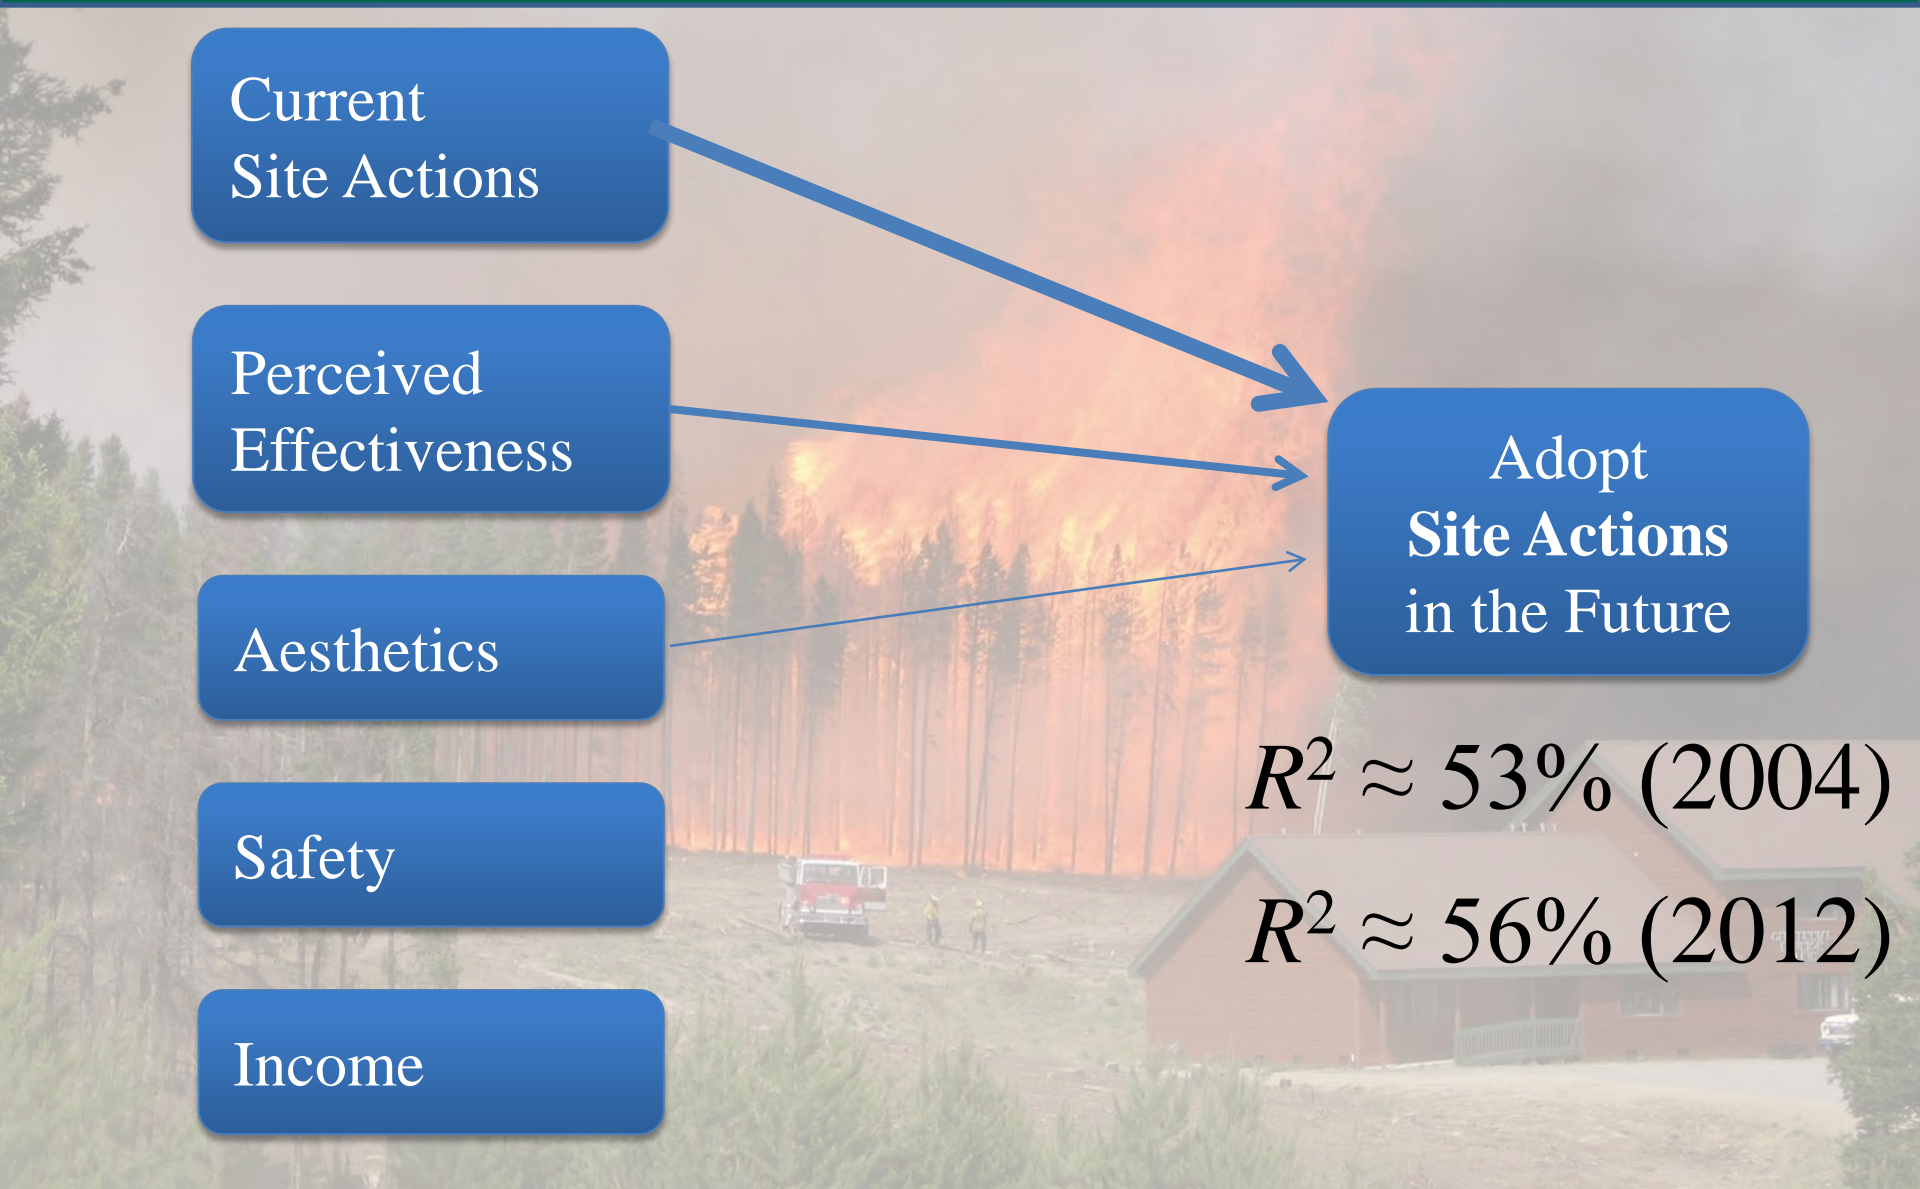 Current
Site Actions
Perceived
Effectiveness
Aesthetics
Safety
Income
Adopt
Site Actions
in the Future
R² ≈ 53% (2004)
R² ≈ 56% (2012)